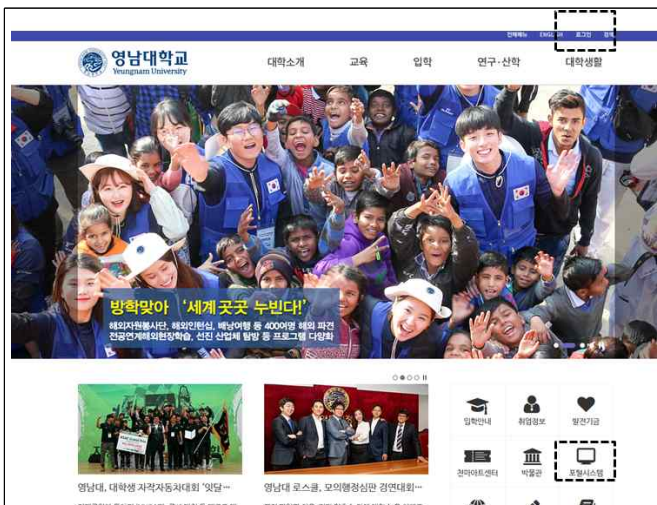 전체메뉴 ENGLISH 로그인 검색
영남대학교
Yeungnam University
대학소개 교육 입학 연구·산학 대학생활
방학맞아 ‘세계 곳곳 누빈다!’
해외자원봉사단, 해외인턴십, 배낭여행 등 400여명 해외 파견
전공연계해외현장학습, 선진 산업체 탐방 등 프로그램 다양화
입학안내 취업정보 발전기금
천마아트센터 박물관 포털시스템
영남대, 대학생 자작자동차대회 ‘잇달…
영남대 로스쿨, 모의행정심판 경연대회…